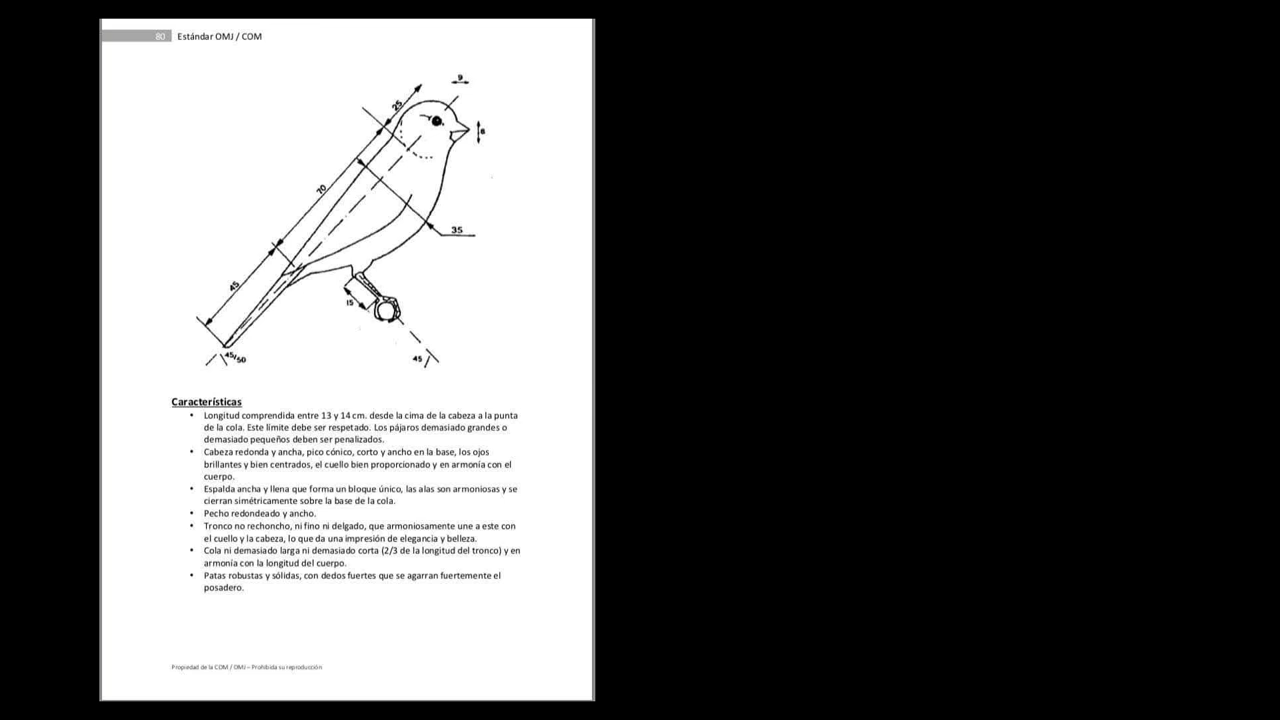 80 Estándar OMJ / COM
9
25
6
70
35
45
15
45/50
45
Características
• Longitud comprendida entre 13 y 14 cm. desde la cima de la cabeza a la punta
de la cola. Este límite debe ser respetado. Los pájaros demasiado grandes o
demasiado pequeños deben ser penalizados.
• Cabeza redonda y ancha, pico cónico, corto y ancho en la base, los ojos
brillantes y bien centrados, el cuello bien proporcionado y en armonía con el
cuerpo.
• Espalda ancha y llena que forma un bloque único, las alas son armoniosas y se
cierran simétricamente sobre la base de la cola.
• Pecho redondeado y ancho.
• Tronco no rechoncho, ni fino ni delgado, que armoniosamente une a este con
el cuello y la cabeza, lo que da una impresión de elegancia y belleza.
• Cola ni demasiado larga ni demasiado corta (2/3 de la longitud del tronco) y en
armonía con la longitud del cuerpo.
• Patas robustas y sólidas, con dedos fuertes que se agarran fuertemente el
posadero.
Propiedad de la COM / OMJ – Prohibida su reproducción